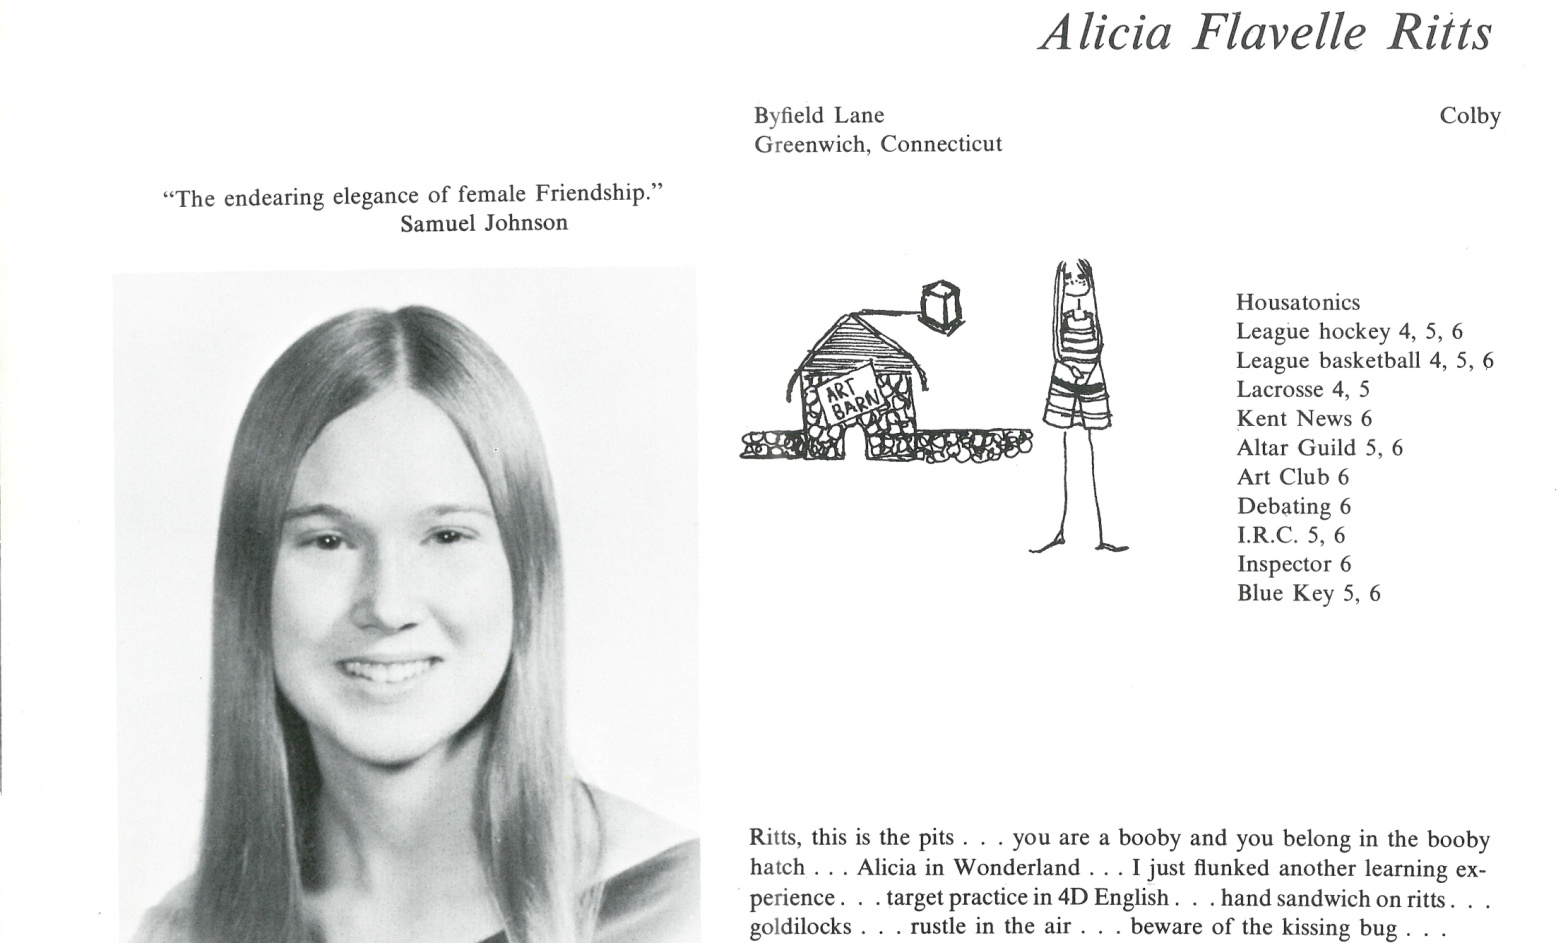 Alicia Flavelle Ritts
Byfield Lane
Greenwich, Connecticut
Colby
“The endearing elegance of female Friendship.”
Samuel Johnson
ART
BARN
Housatonics
League hockey 4, 5, 6
League basketball 4, 5, 6
Lacrosse 4, 5
Kent News 6
Altar Guild 5, 6
Art Club 6
Debating 6
I.R.C. 5, 6
Inspector 6
Blue Key 5, 6
Ritts, this is the pits . . . you are a booby and you belong in the booby
hatch . . . Alicia in Wonderland . . . I just flunked another learning ex-
perience . . . target practice in 4D English . . . hand sandwich on ritts . . .
goldilocks . . . rustle in the air . . . beware of the kissing bug . . .